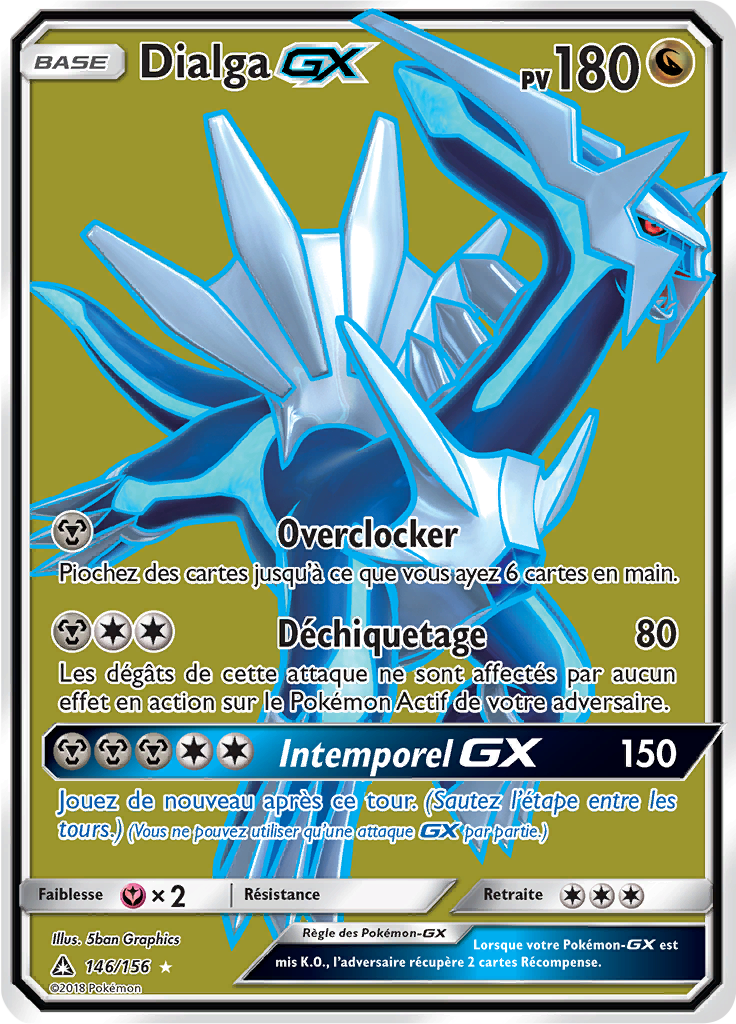 BASE Dialga GX PV 180
Overclocker
Piochez des cartes jusqu'à ce que vous ayez 6 cartes en main.
Déchiquetage 80
Les dégâts de cette attaque ne sont affectés par aucun
effet en action sur le Pokémon Actif de votre adversaire.
Intemporel GX 150
Jouez de nouveau après ce tour. (Sautez l'étape entre les
tours.) (Vous ne pouvez utiliser qu'une attaque GX par partie.)
Faiblesse × 2 Résistance Retraite
Illus. 5ban Graphics
146/156
©2018 Pokémon
Règle des Pokémon-GX
Lorsque votre Pokémon-GX est
mis K.O., l'adversaire récupère 2 cartes Récompense.